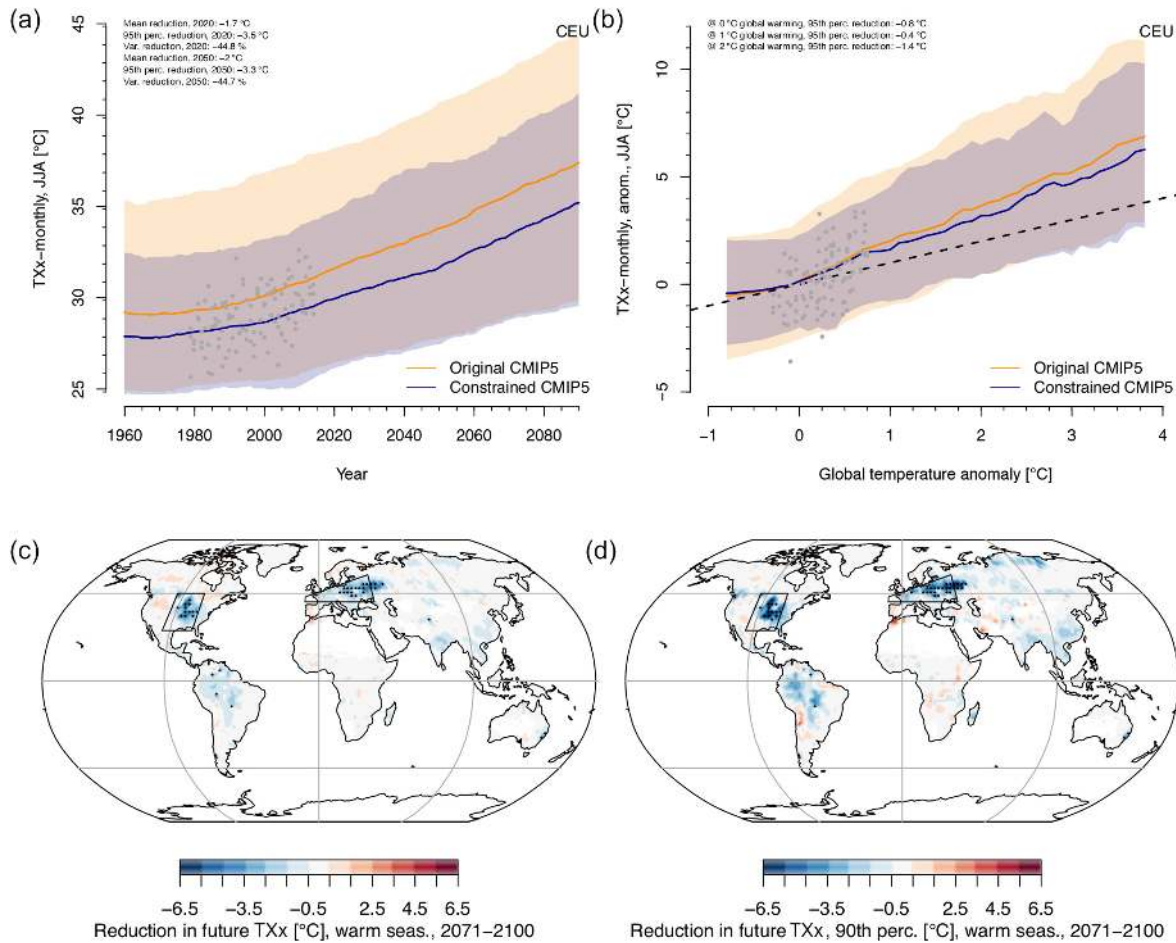 (a)
Mean reduction, 2020: −1.7 °C
95th perc. reduction, 2020: −3.5 °C
Var. reduction, 2020: −44.8 %
Mean reduction, 2050: −2 °C
95th perc. reduction, 2050: −3.3 °C
Var. reduction, 2050: −44.7 %
CEU
45
40
35
30
25
TXx−monthly, JJA [°C]
Original CMIP5
Constrained CMIP5
1960 1980 2000 2020 2040 2060 2080
Year
(b)
@ 0 °C global warming, 95th perc. reduction: −0.8 °C
@ 1 °C global warming, 95th perc. reduction: −0.4 °C
@ 2 °C global warming, 95th perc. reduction: −1.4 °C
CEU
10
5
0
−5
TXx−monthly, anom., JJA [°C]
Original CMIP5
Constrained CMIP5
−1 0 1 2 3 4
Global temperature anomaly [°C]
(c)
−6.5 −3.5 −0.5 2.5 4.5 6.5
Reduction in future TXx [°C], warm seas., 2071−2100
(d)
−6.5 −3.5 −0.5 2.5 4.5 6.5
Reduction in future TXx, 90th perc. [°C], warm seas., 2071−2100